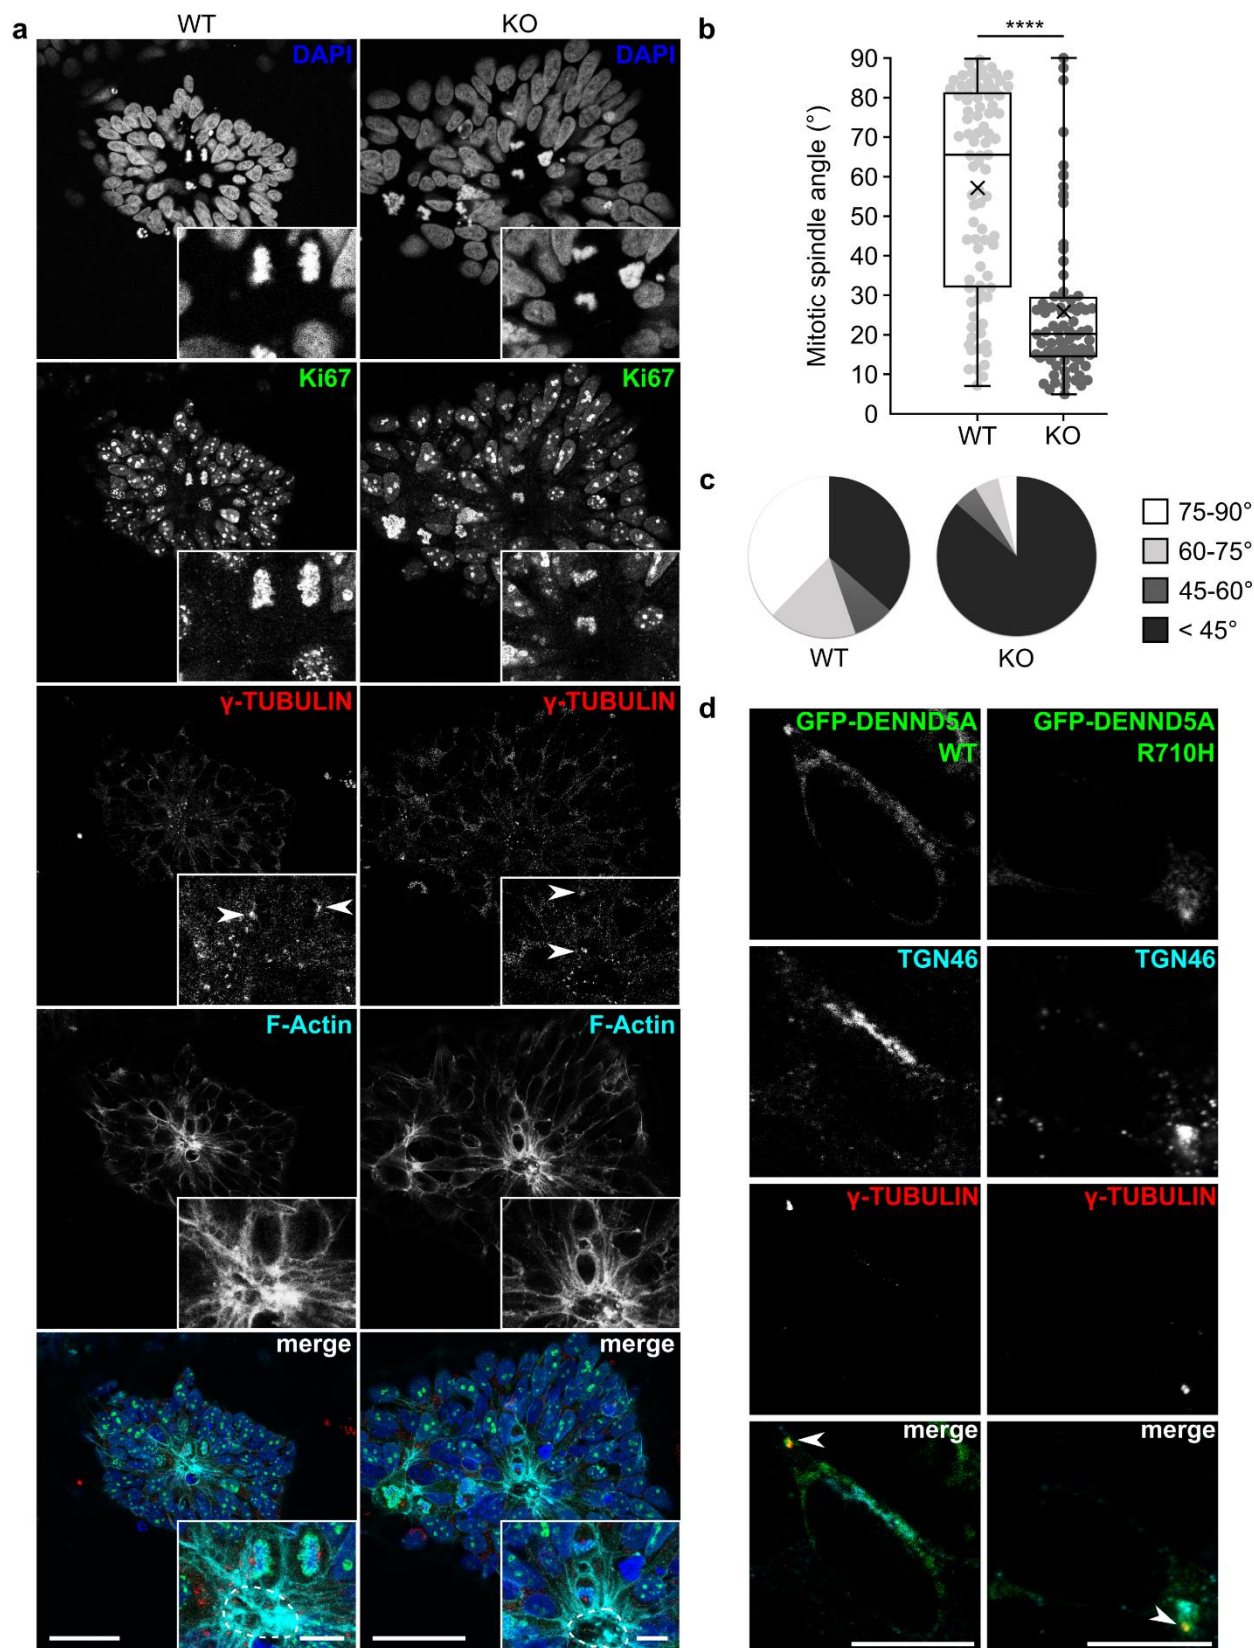 a
WT
KO
DAPI
DAPI
Ki67
Ki67
γ-TUBULIN
γ-TUBULIN
F-Actin
F-Actin
merge
merge
b
****
Mitotic spindle angle (°)
90
80
70
60
50
40
30
20
10
0
WT
KO
c
WT
KO
75-90°
60-75°
45-60°
< 45°
d
GFP-DENND5A
WT
GFP-DENND5A
R710H
TGN46
TGN46
γ-TUBULIN
γ-TUBULIN
merge
merge